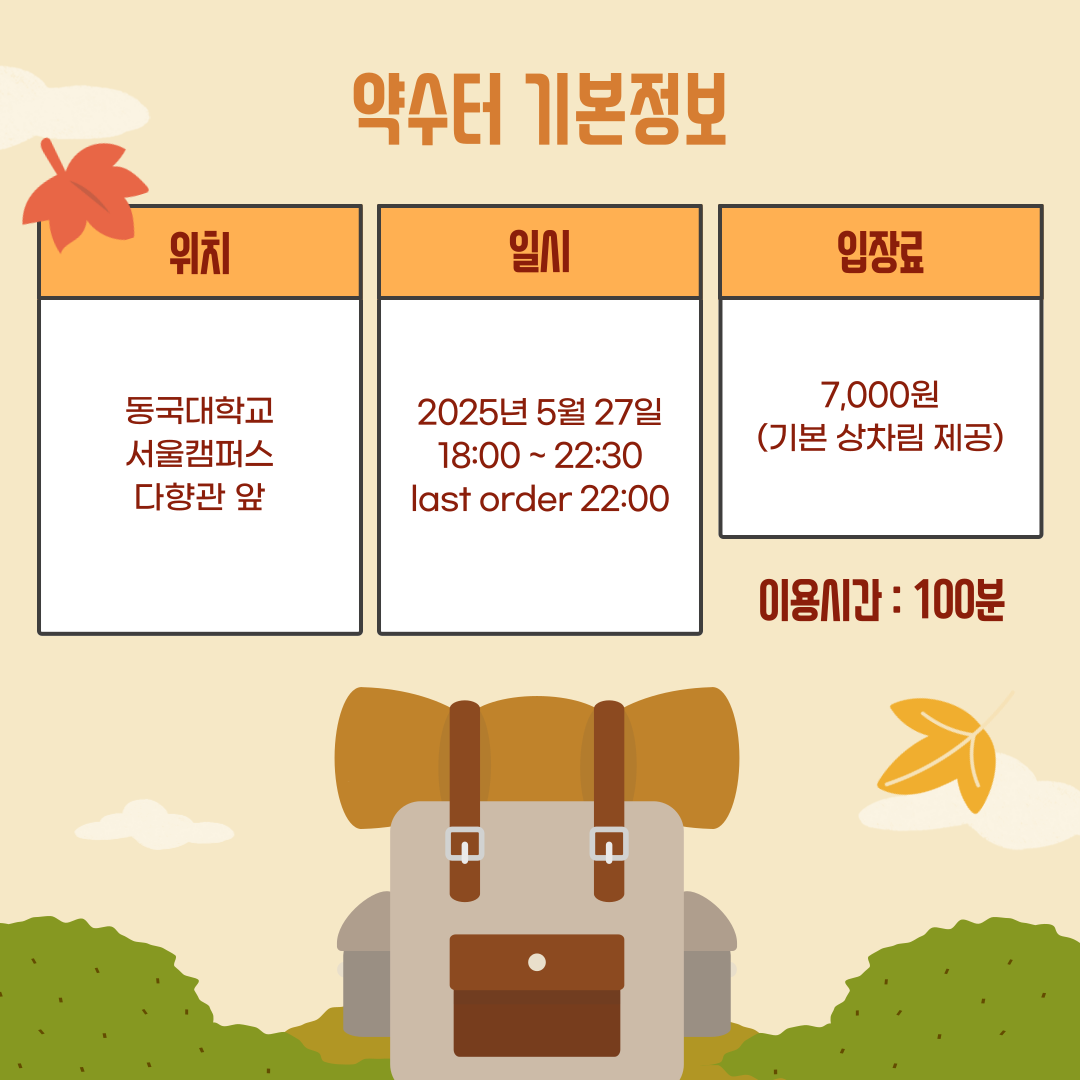 약수터 기본정보
위치
동국대학교
서울캠퍼스
다향관 앞
일시
2025년 5월 27일
18:00 ~ 22:30
last order 22:00
입장료
7,000원
(기본 상차림 제공)
이용시간 : 100분